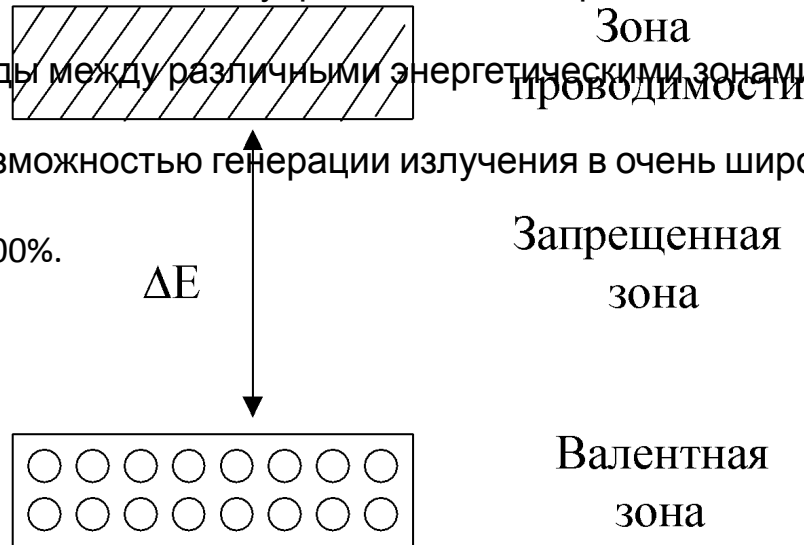 Зона
ды между различными энергетическими зонами
проводимости
зможностью генерации излучения в очень широ
Запрещенная
00%.
ΔE
зона
Валентная
зона